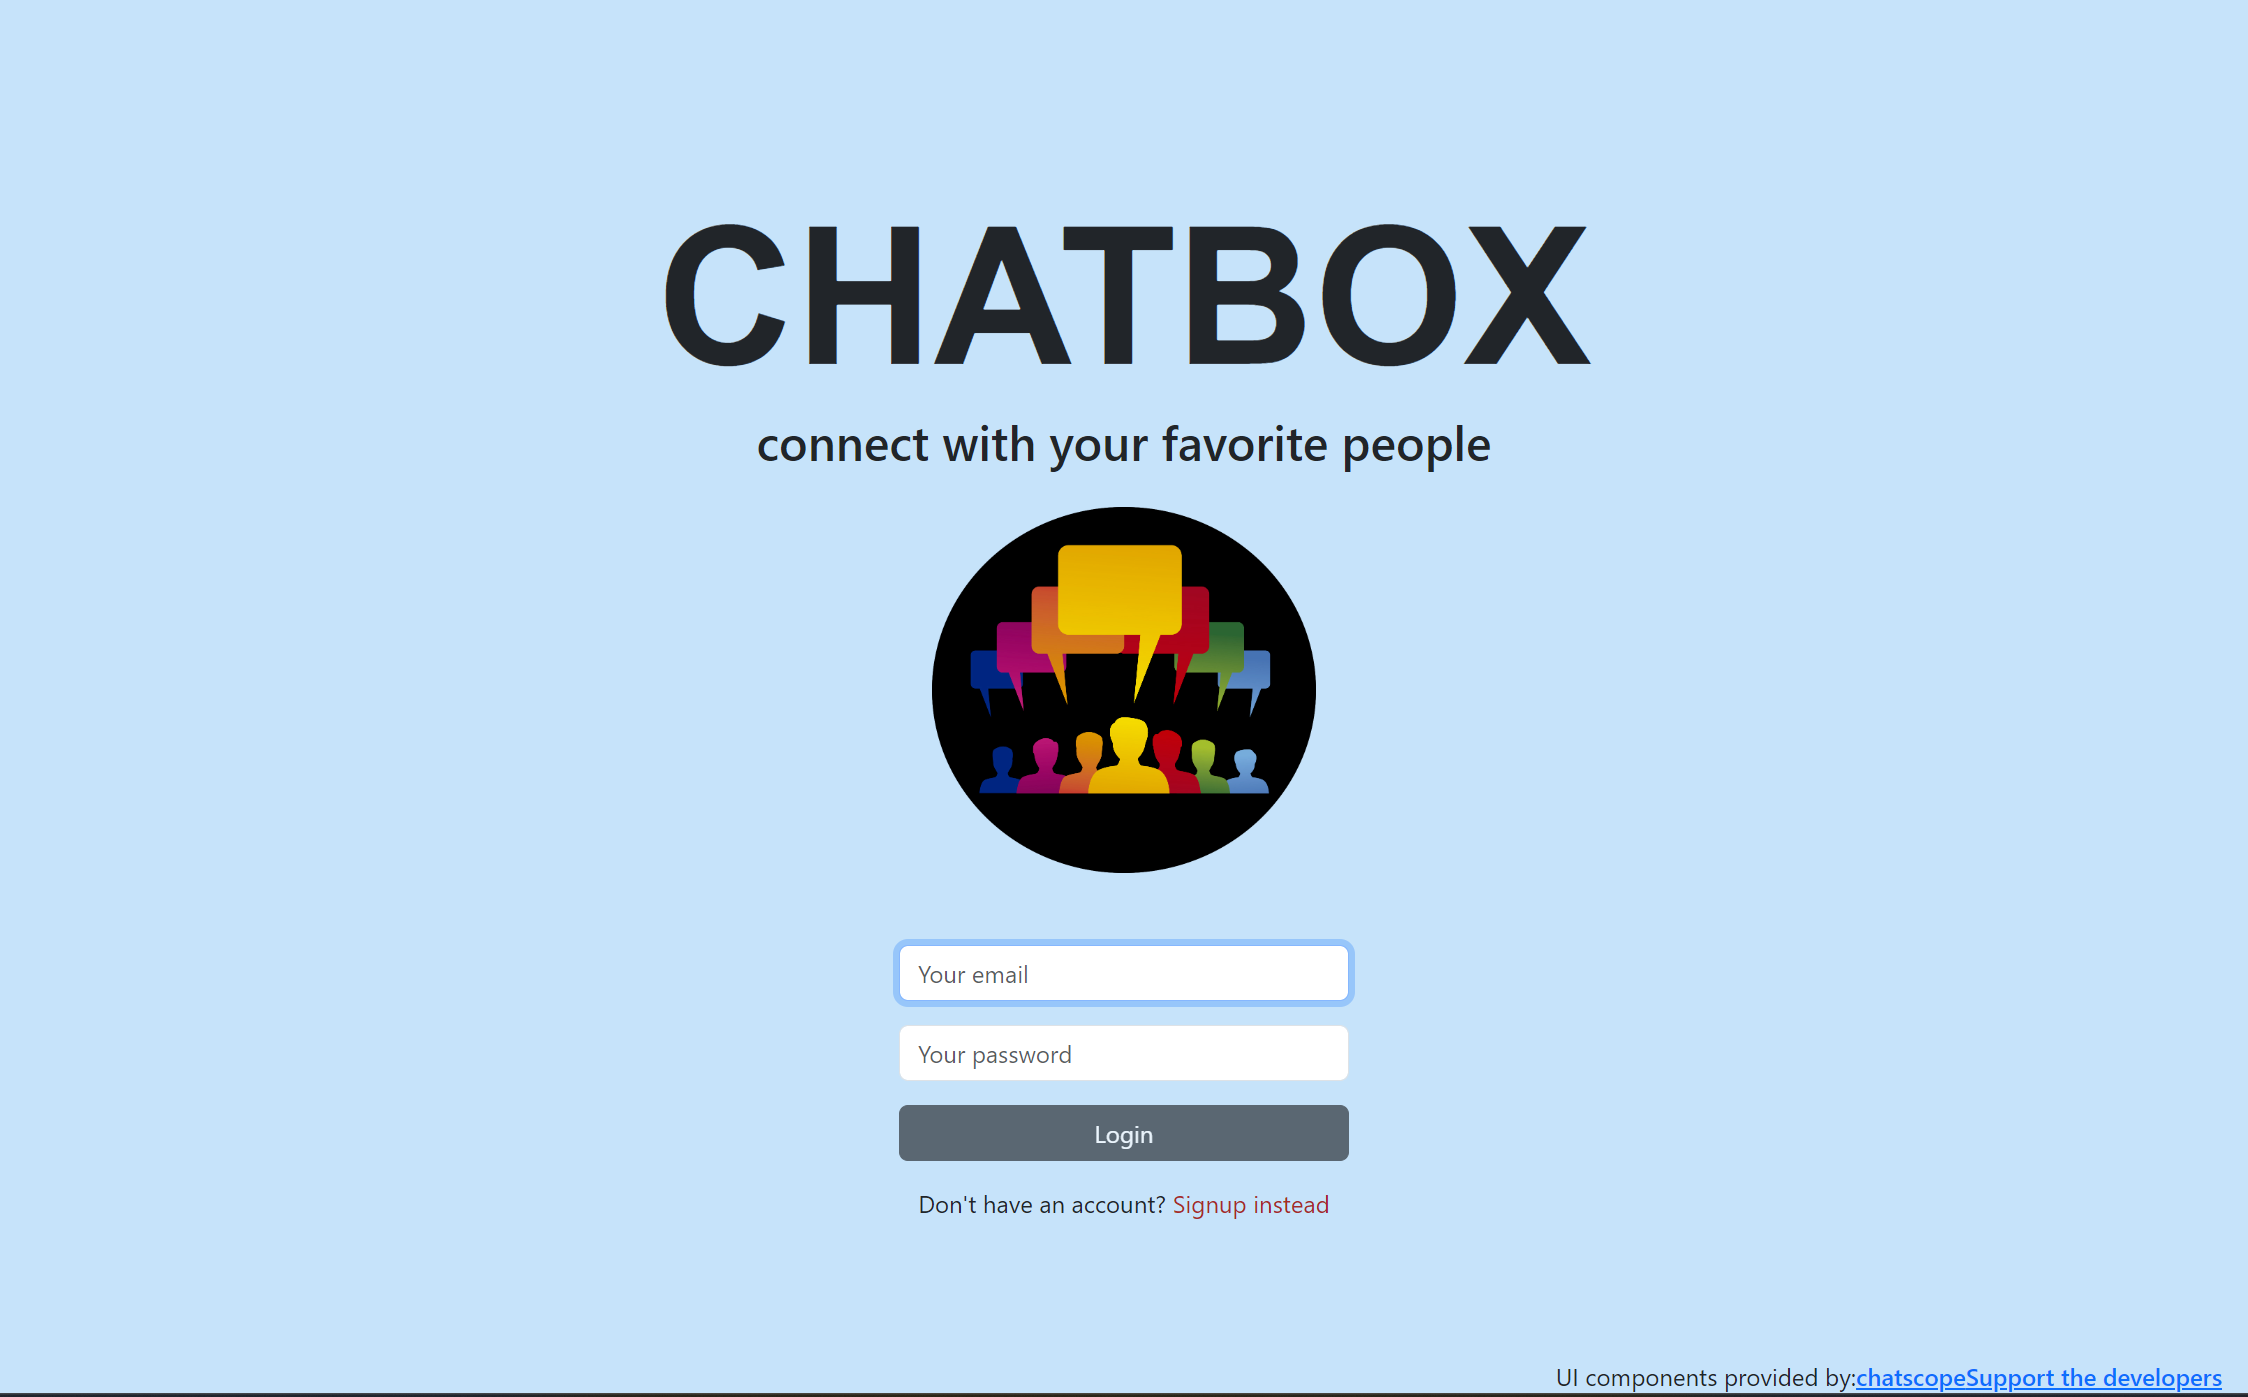 CHATBOX
connect with your favorite people
Your email
Your password
Login
Don't have an account? Signup instead
UI components provided by:chatscopeSupport the developers